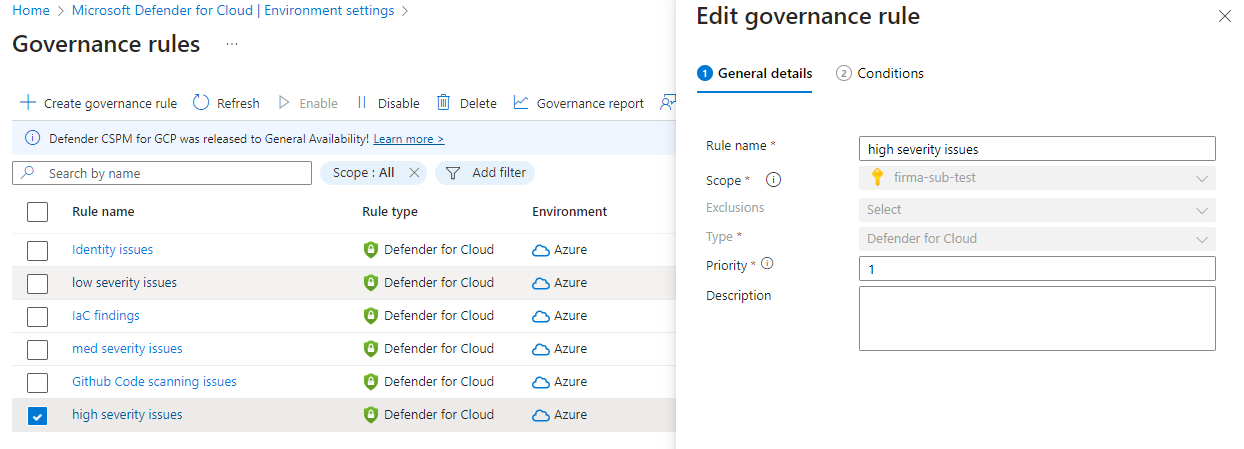 Home > Microsoft Defender for Cloud | Environment settings >
Governance rules ...
Create governance rule Refresh Enable Disable Delete Governance report
Defender CSPM for GCP was released to General Availability! Learn more >
Search by name Scope : All Add filter
Rule name Rule type Environment
Identity issues Defender for Cloud Azure
low severity issues Defender for Cloud Azure
IaC findings Defender for Cloud Azure
med severity issues Defender for Cloud Azure
Github Code scanning issues Defender for Cloud Azure
high severity issues Defender for Cloud Azure
Edit governance rule
1 General details 2 Conditions
Rule name * high severity issues
Scope * firma-sub-test
Exclusions Select
Type * Defender for Cloud
Priority * 1
Description